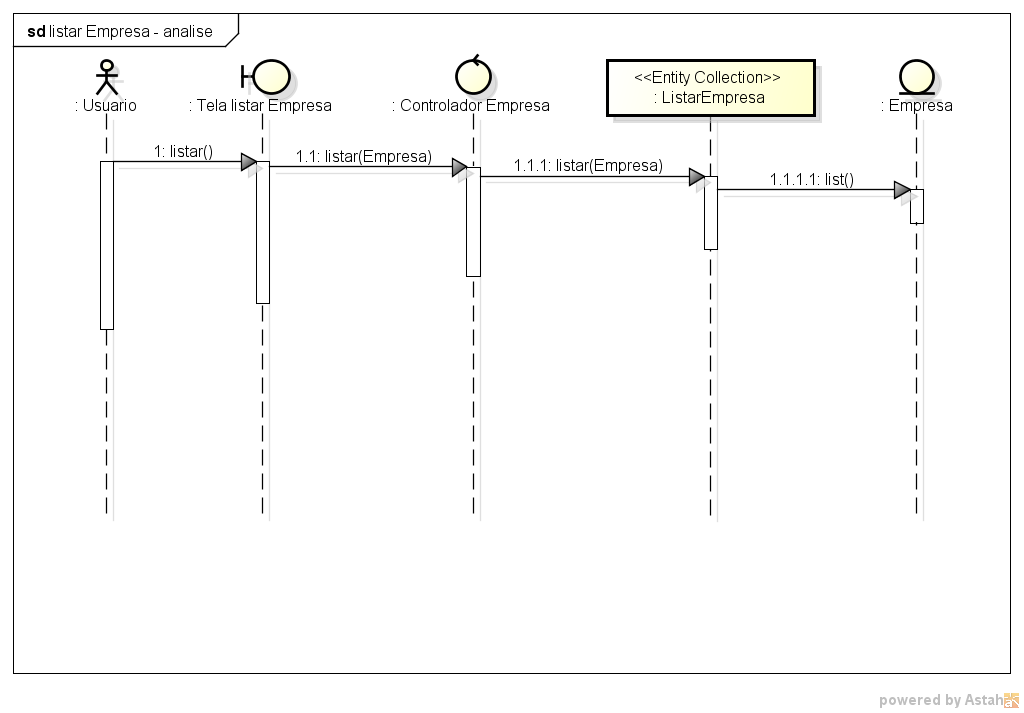 sd listar Empresa - analise
: Usuario
: Tela listar Empresa
: Controlador Empresa
<<Entity Collection>>
: ListarEmpresa
: Empresa
1: listar()
1.1: listar(Empresa)
1.1.1: listar(Empresa)
1.1.1.1: list()
powered by Astah